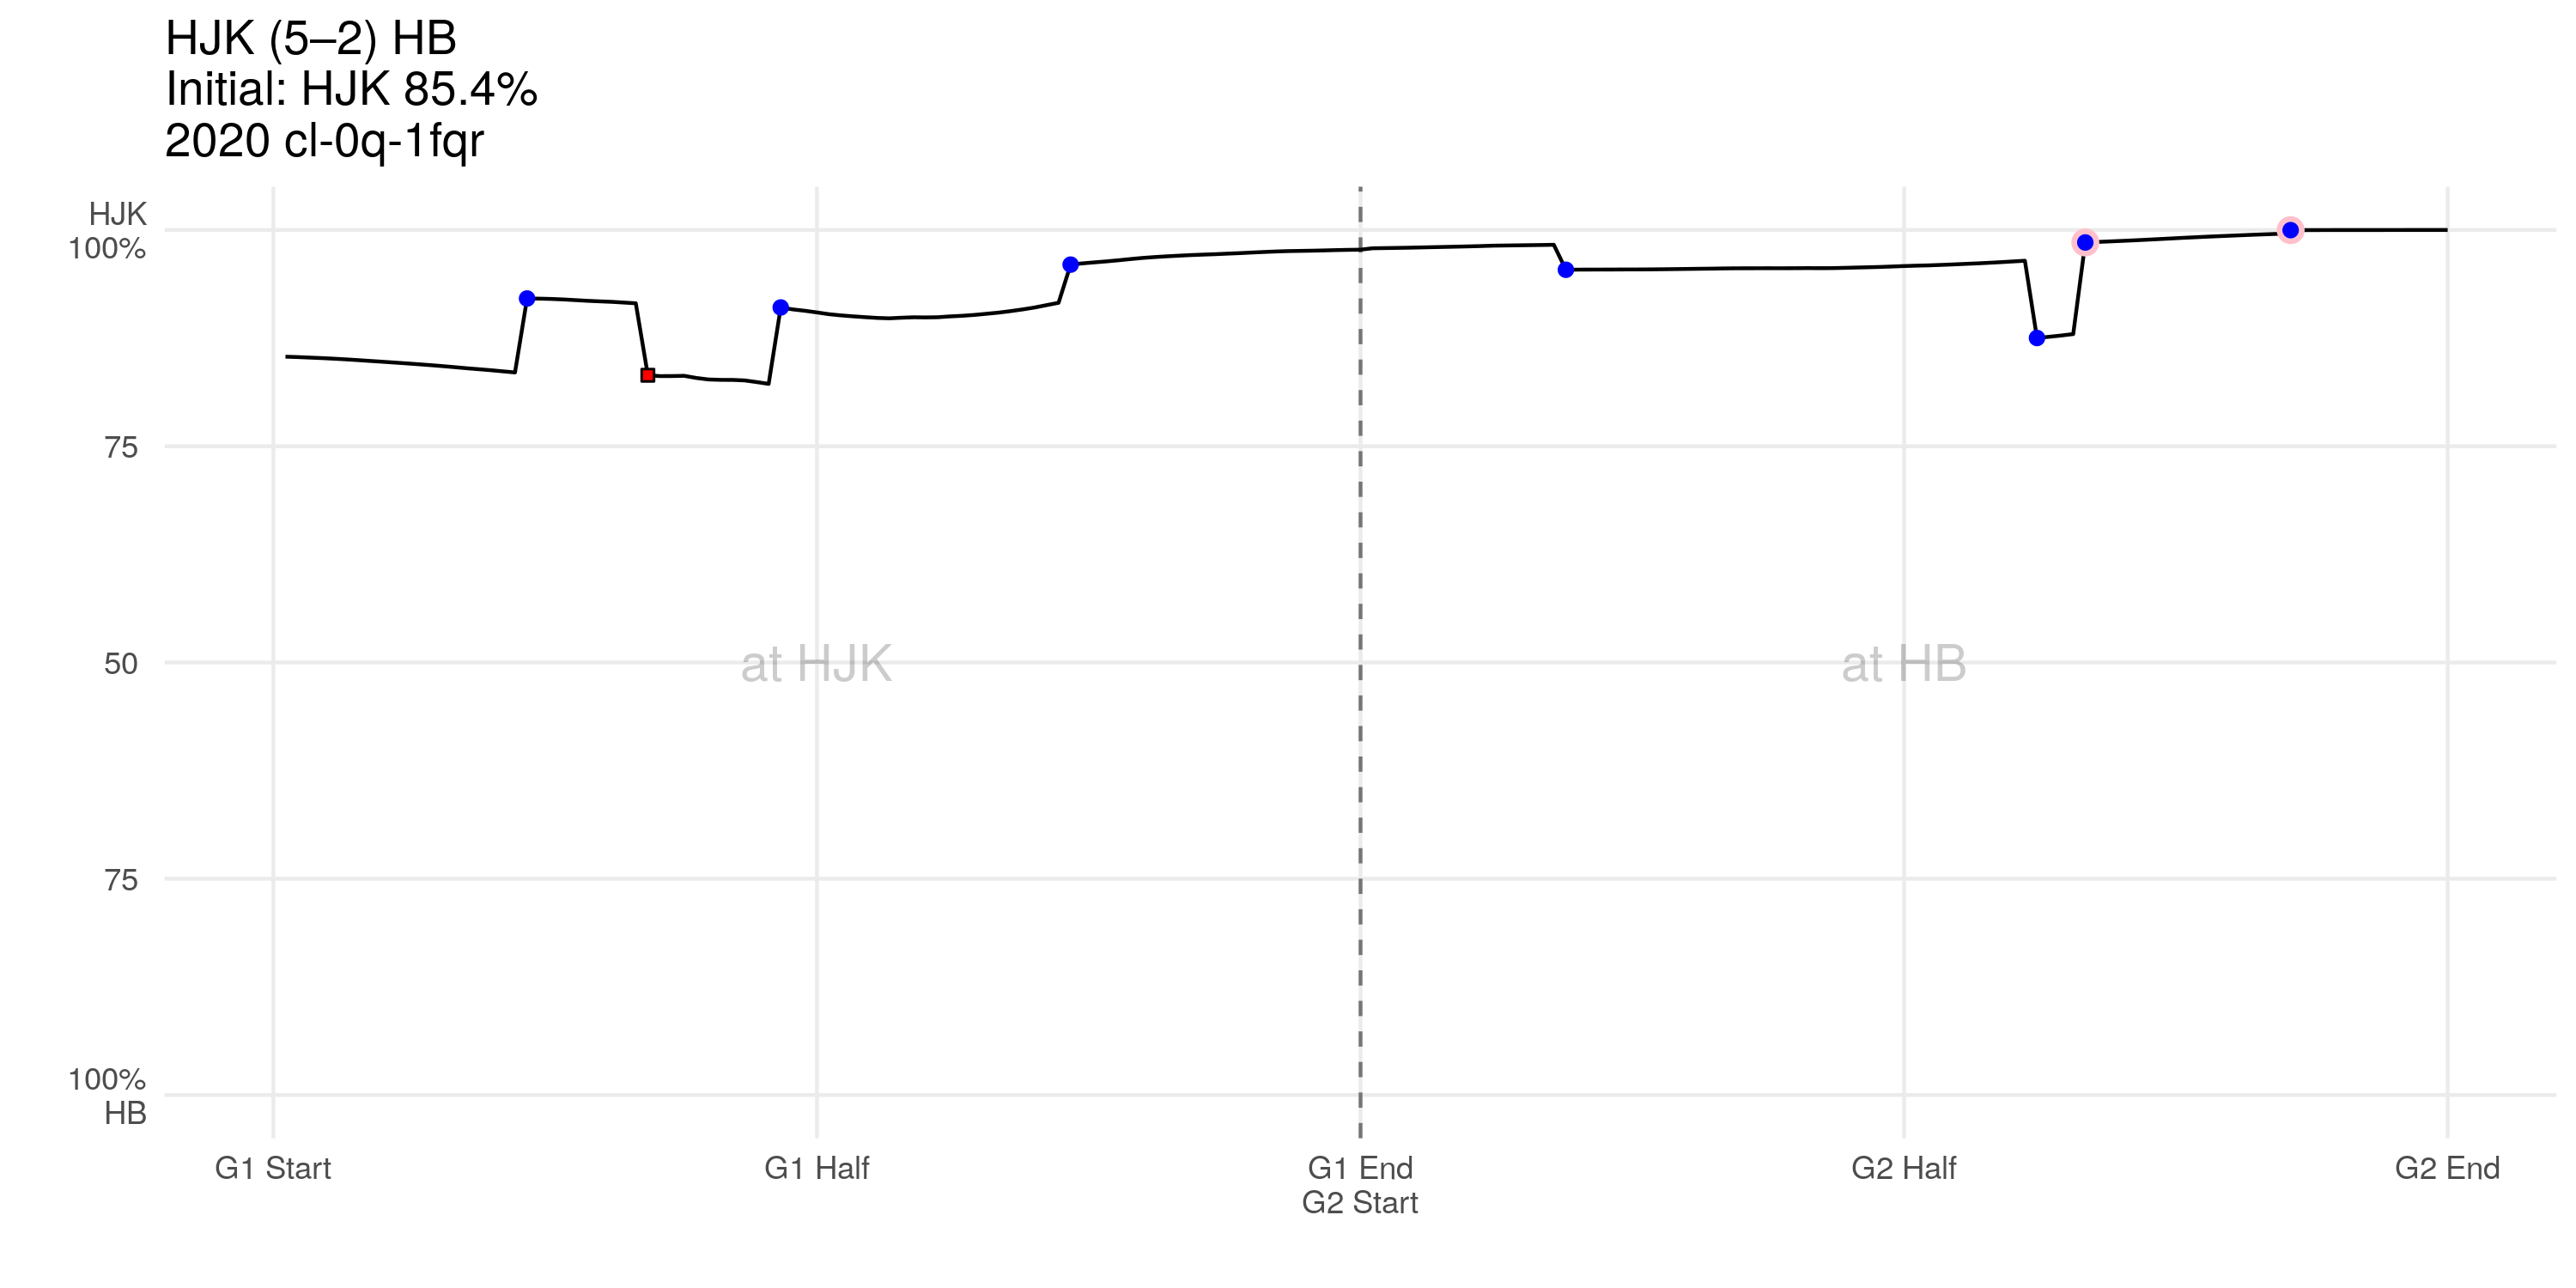 HJK (5–2) HB
Initial: HJK 85.4%
2020 cl-0q-1fqr
HJK
100%
75
50
75
100%
HB
at HJK
at HB
G1 Start
G1 Half
G1 End
G2 Start
G2 Half
G2 End